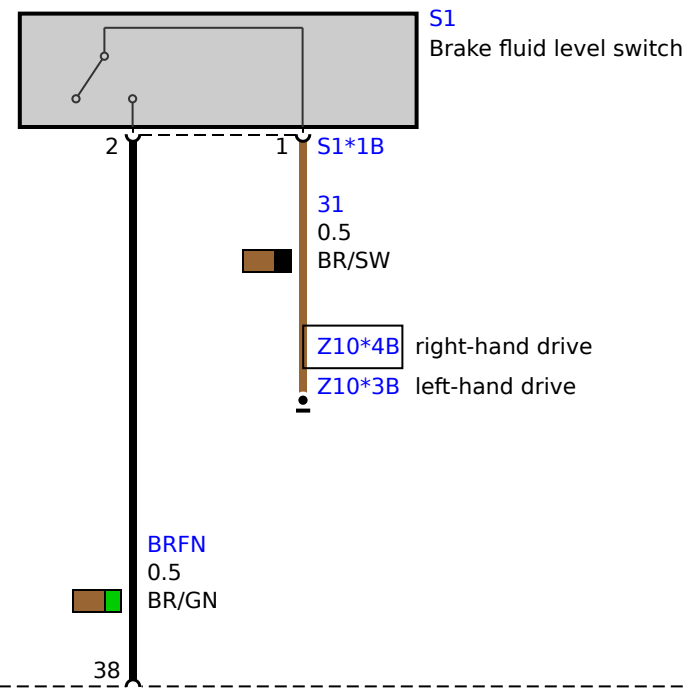 S1
Brake fluid level switch
2
1 S1*1B
31
0.5
BR/SW
Z10*4B right-hand drive
Z10*3B left-hand drive
BRFN
0.5
BR/GN
38